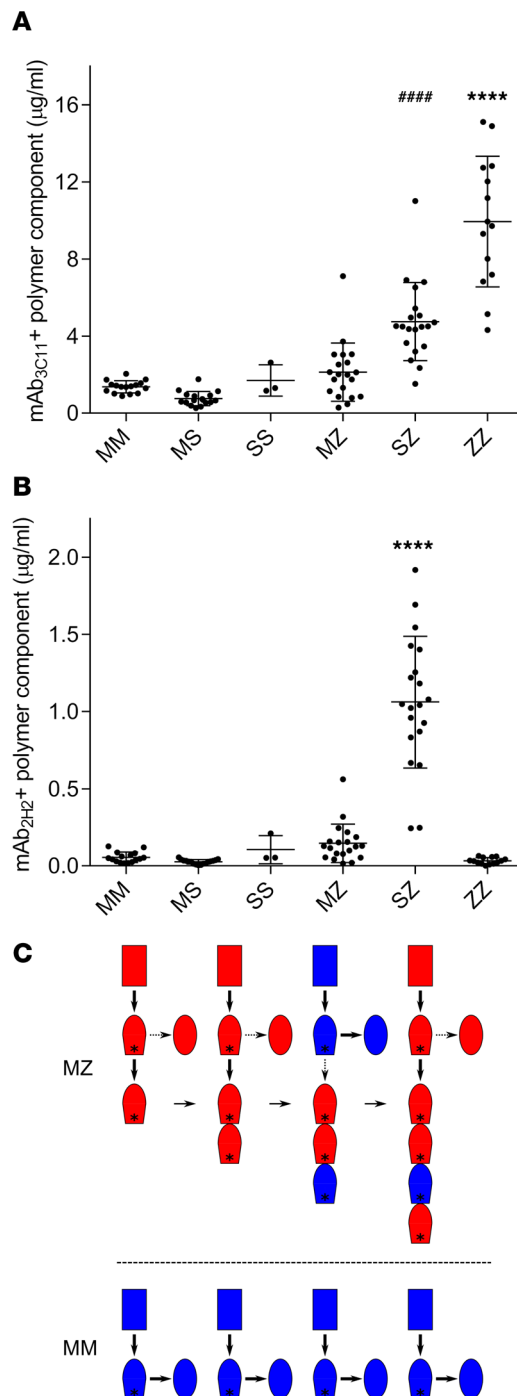 A
mAb3C11+ polymer component (µg/ml)
16
12
8
4
0
####
****
MM
MS
SS
MZ
SZ
ZZ
B
mAb2H2+ polymer component (µg/ml)
2.0
1.5
1.0
0.5
0.0
****
MM
MS
SS
MZ
SZ
ZZ
C
MZ
* * * *
* * * *
* * *
* *
*
MM
* * * *